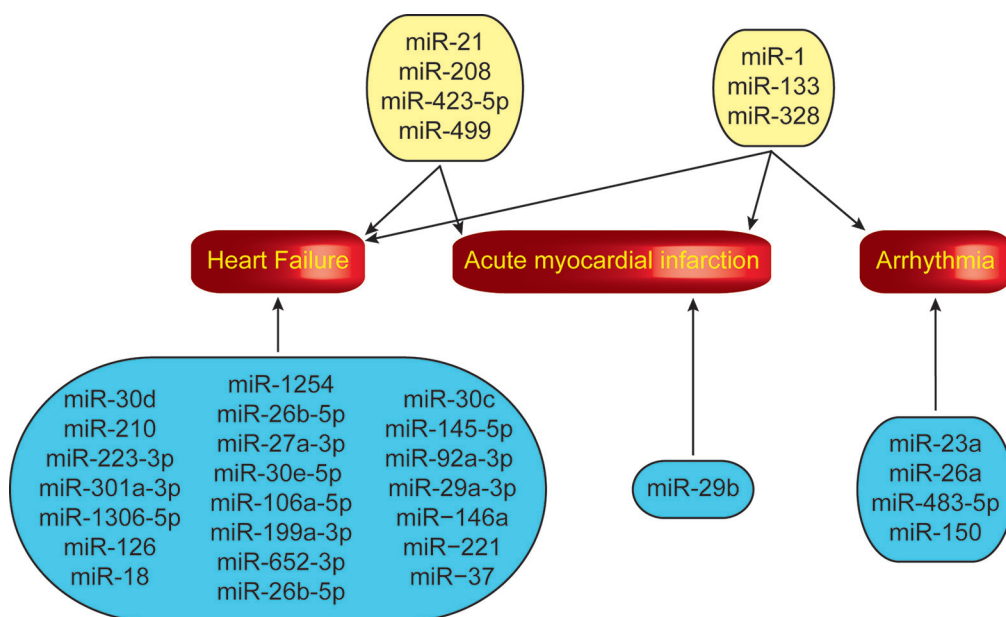 miR-21
miR-208
miR-423-5p
miR-499
miR-1
miR-133
miR-328
Heart Failure
Acute myocardial infarction
Arrhythmia
miR-30d
miR-210
miR-223-3p
miR-301a-3p
miR-1306-5p
miR-126
miR-18
miR-1254
miR-26b-5p
miR-27a-3p
miR-30e-5p
miR-106a-5p
miR-199a-3p
miR-652-3p
miR-26b-5p
miR-30c
miR-145-5p
miR-92a-3p
miR-29a-3p
miR−146a
miR−221
miR−37
miR-29b
miR-23a
miR-26a
miR-483-5p
miR-150